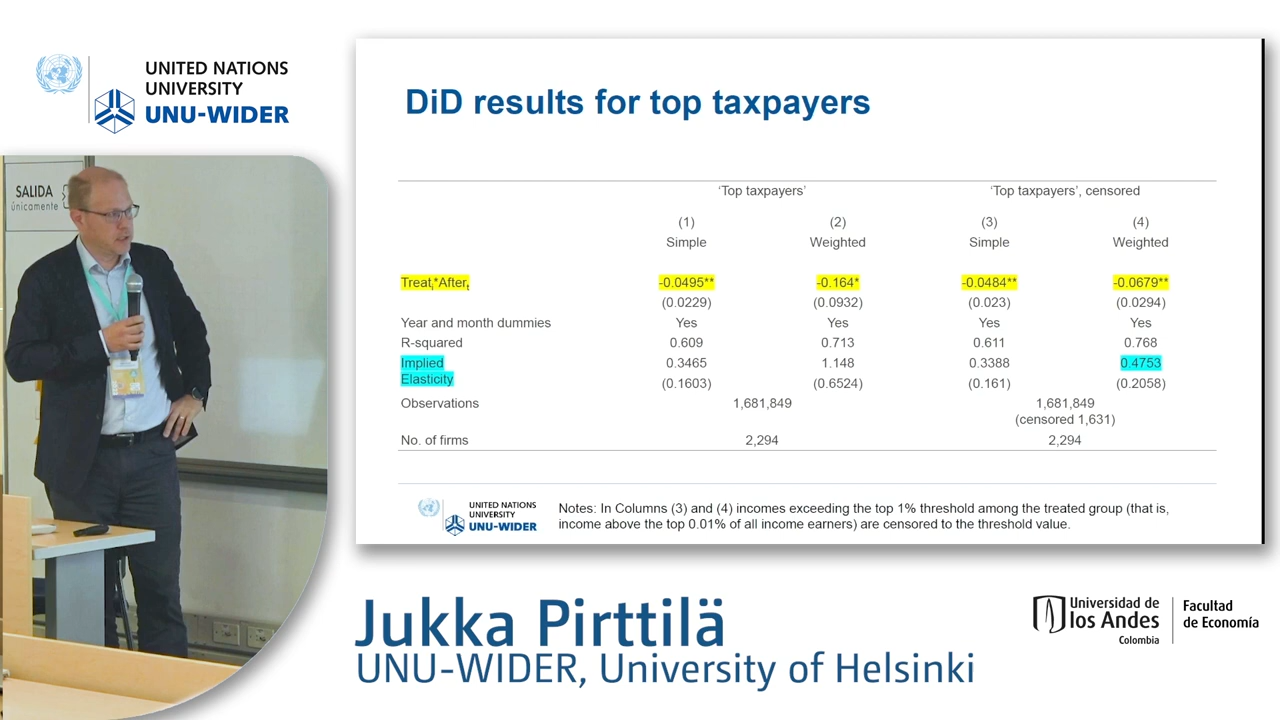 UNITED NATIONS
UNIVERSITY
UNU-WIDER
SALIDA
únicamente
DiD results for top taxpayers
‘Top taxpayers’ ‘Top taxpayers’, censored
(1) (2) (3) (4)
Simple Weighted Simple Weighted
Treatᵢ*Afterₜ -0.0495** -0.164* -0.0484** -0.0679**
(0.0229) (0.0932) (0.023) (0.0294)
Year and month dummies Yes Yes Yes Yes
R-squared 0.609 0.713 0.611 0.768
Implied 0.3465 1.148 0.3388 0.4753
Elasticity (0.1603) (0.6524) (0.161) (0.2058)
Observations 1,681,849 1,681,849
(censored 1,631)
No. of firms 2,294 2,294
UNITED NATIONS
UNIVERSITY
UNU-WIDER
Notes: In Columns (3) and (4) incomes exceeding the top 1% threshold among the treated group (that is,
income above the top 0.01% of all income earners) are censored to the threshold value.
Jukka Pirttilä
UNU-WIDER, University of Helsinki
Universidad de
los Andes
Colombia
Facultad
de Economía